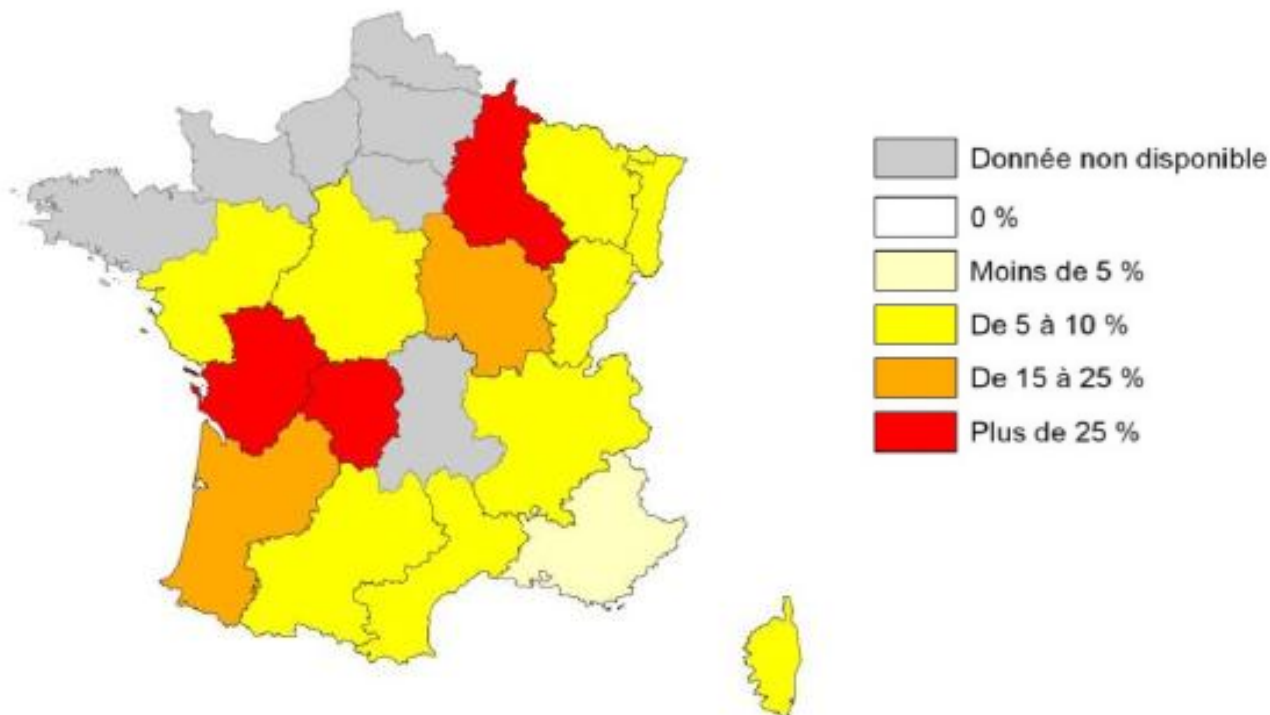 Donnée non disponible
0 %
Moins de 5 %
De 5 à 10 %
De 15 à 25 %
Plus de 25 %